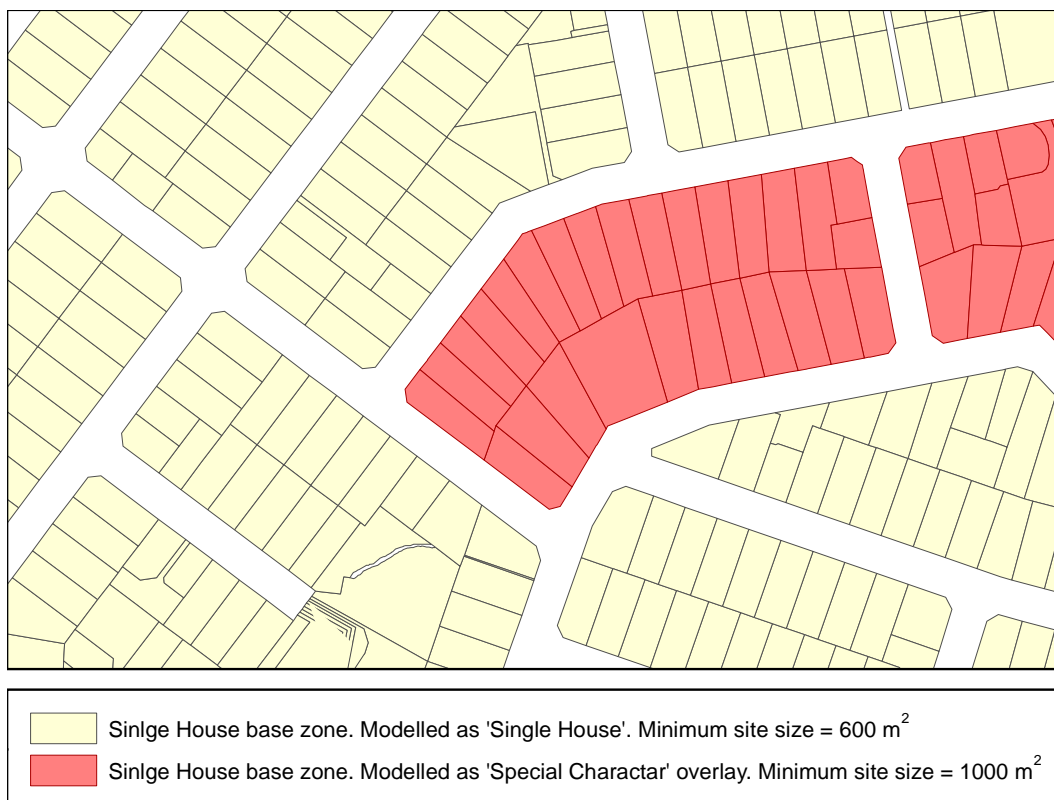 Sinlge House base zone. Modelled as 'Single House'. Minimum site size = 600 m²
Sinlge House base zone. Modelled as 'Special Charactar' overlay. Minimum site size = 1000 m²